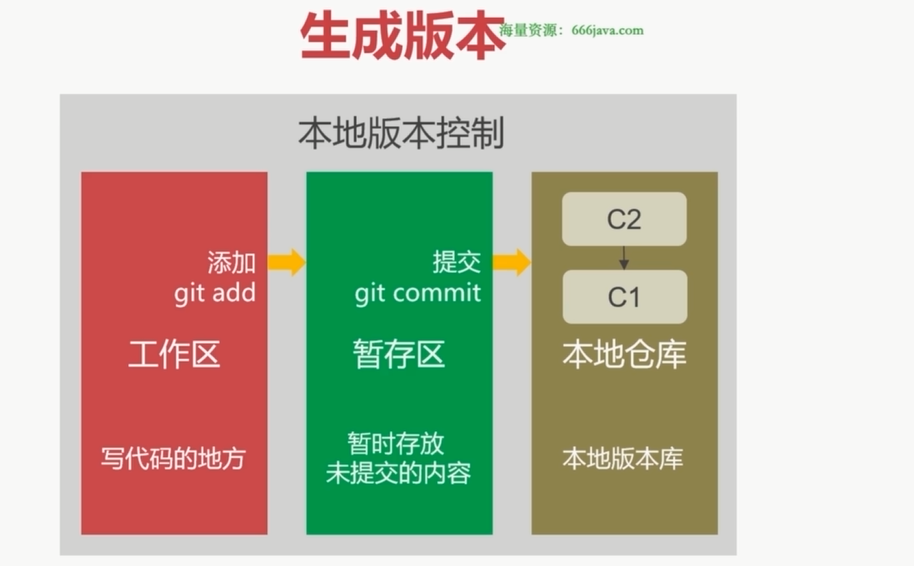 生成版本
海量资源：666java.com
本地版本控制
添加
git add
工作区
写代码的地方
提交
git commit
暂存区
暂时存放
未提交的内容
C2
C1
本地仓库
本地版本库